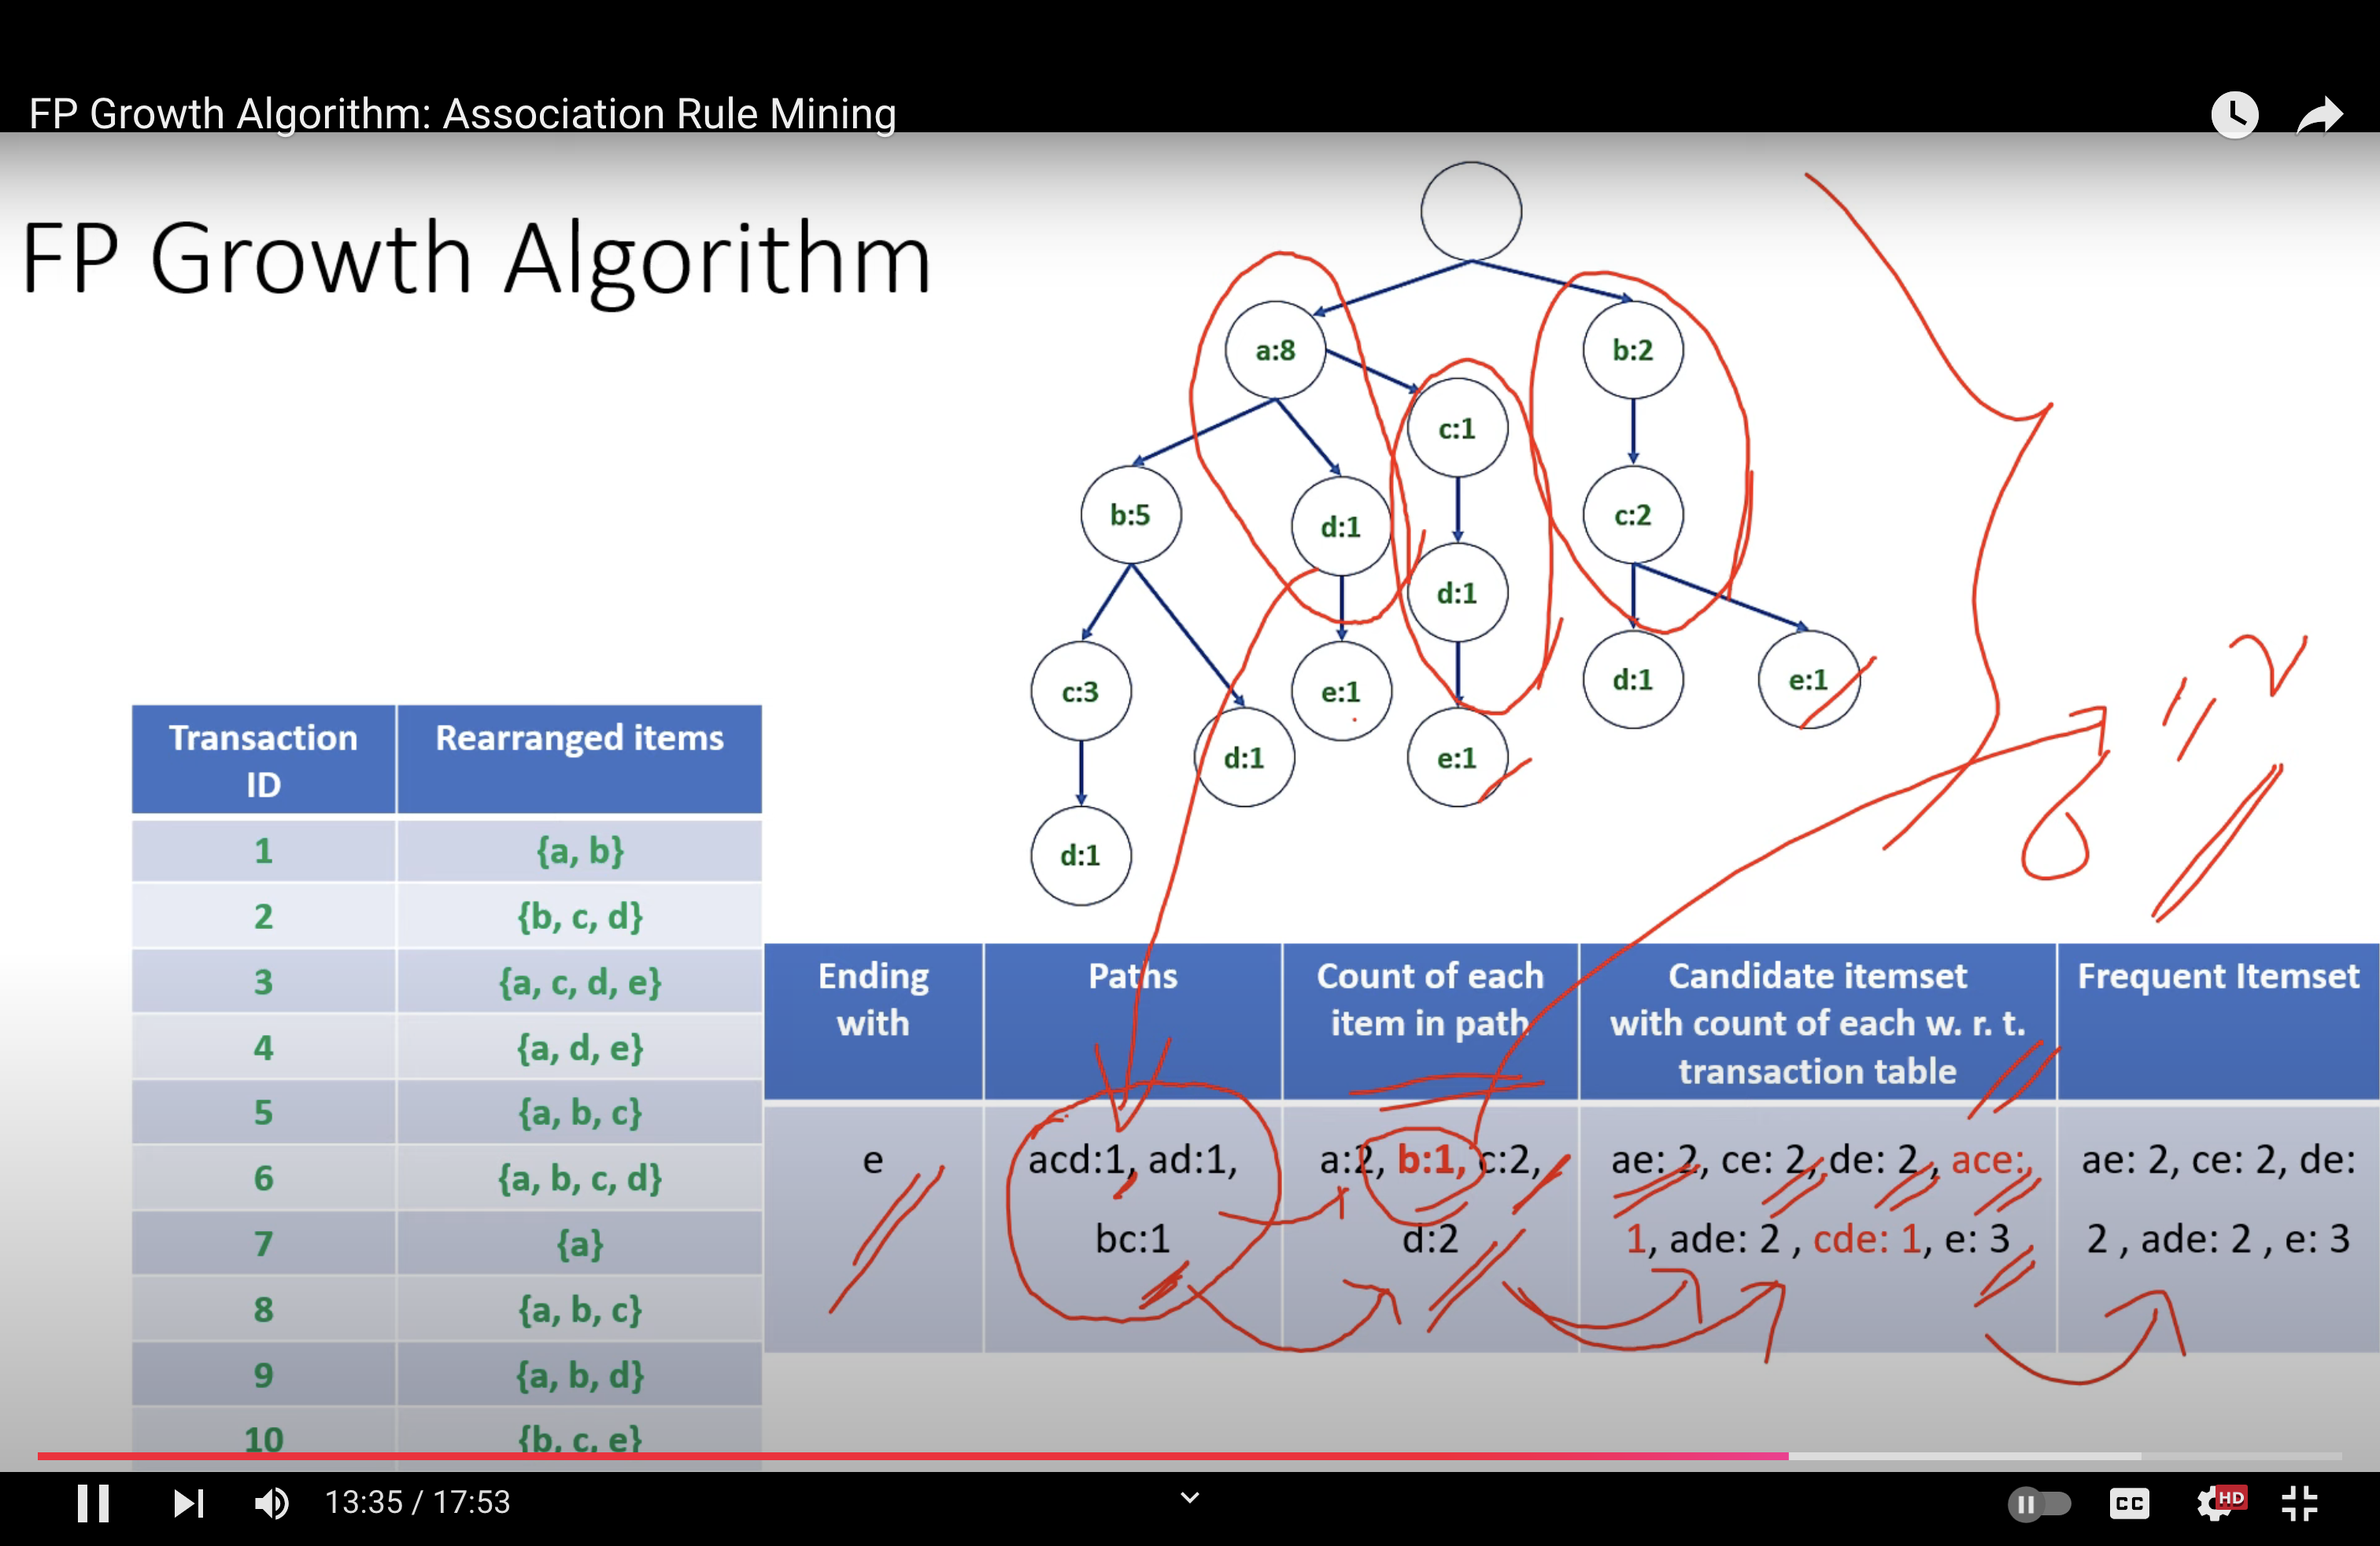 FP Growth Algorithm: Association Rule Mining
FP Growth Algorithm
a:8
b:2
c:1
b:5
d:1
c:2
d:1
c:3
e:1
d:1
e:1
d:1
e:1
d:1
Transaction ID
Rearranged items
1
{a, b}
2
{b, c, d}
3
{a, c, d, e}
4
{a, d, e}
5
{a, b, c}
6
{a, b, c, d}
7
{a}
8
{a, b, c}
9
{a, b, d}
10
{b, c, e}
Ending
with
Paths
Count of each
item in path
Candidate itemset
with count of each w. r. t.
transaction table
Frequent Itemset
e
acd:1, ad:1,
bc:1
a:2, b:1, c:2,
d:2
ae: 2, ce: 2, de: 2 , ace:
1, ade: 2 , cde: 1, e: 3
ae: 2, ce: 2, de:
2 , ade: 2 , e: 3
13:35 / 17:53
CC
HD